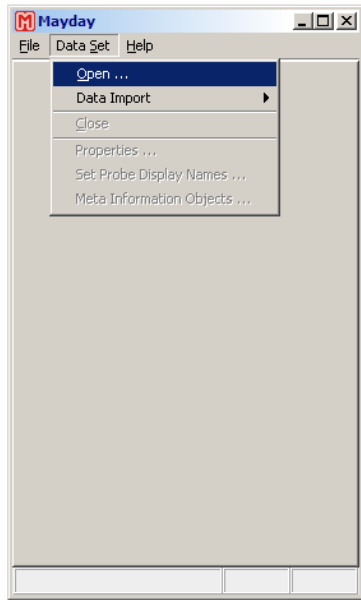 Mayday
File Data Set Help
Open ...
Data Import
Close
Properties ...
Set Probe Display Names ...
Meta Information Objects ...